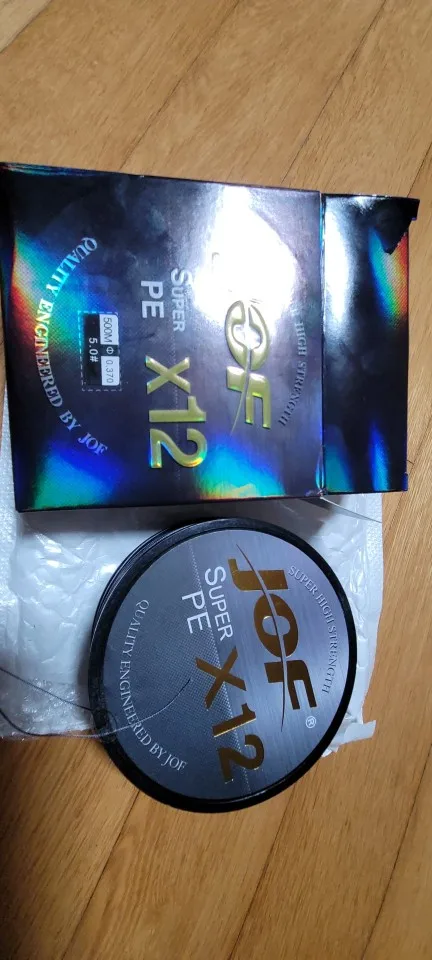 HIGH STRENGTH
JOF
SUPER
PE
X12
500M Φ 0.370
5.0#
QUALITY ENGINEERED BY JOF
SUPER HIGH STRENGTH
JOF®
SUPER
PE
X12
QUALITY ENGINEERED BY JOF